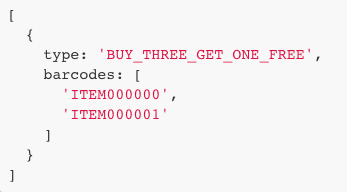 [
  {
    type: 'BUY_THREE_GET_ONE_FREE',
    barcodes: [
      'ITEM000000',
      'ITEM000001'
    ]
  }
]